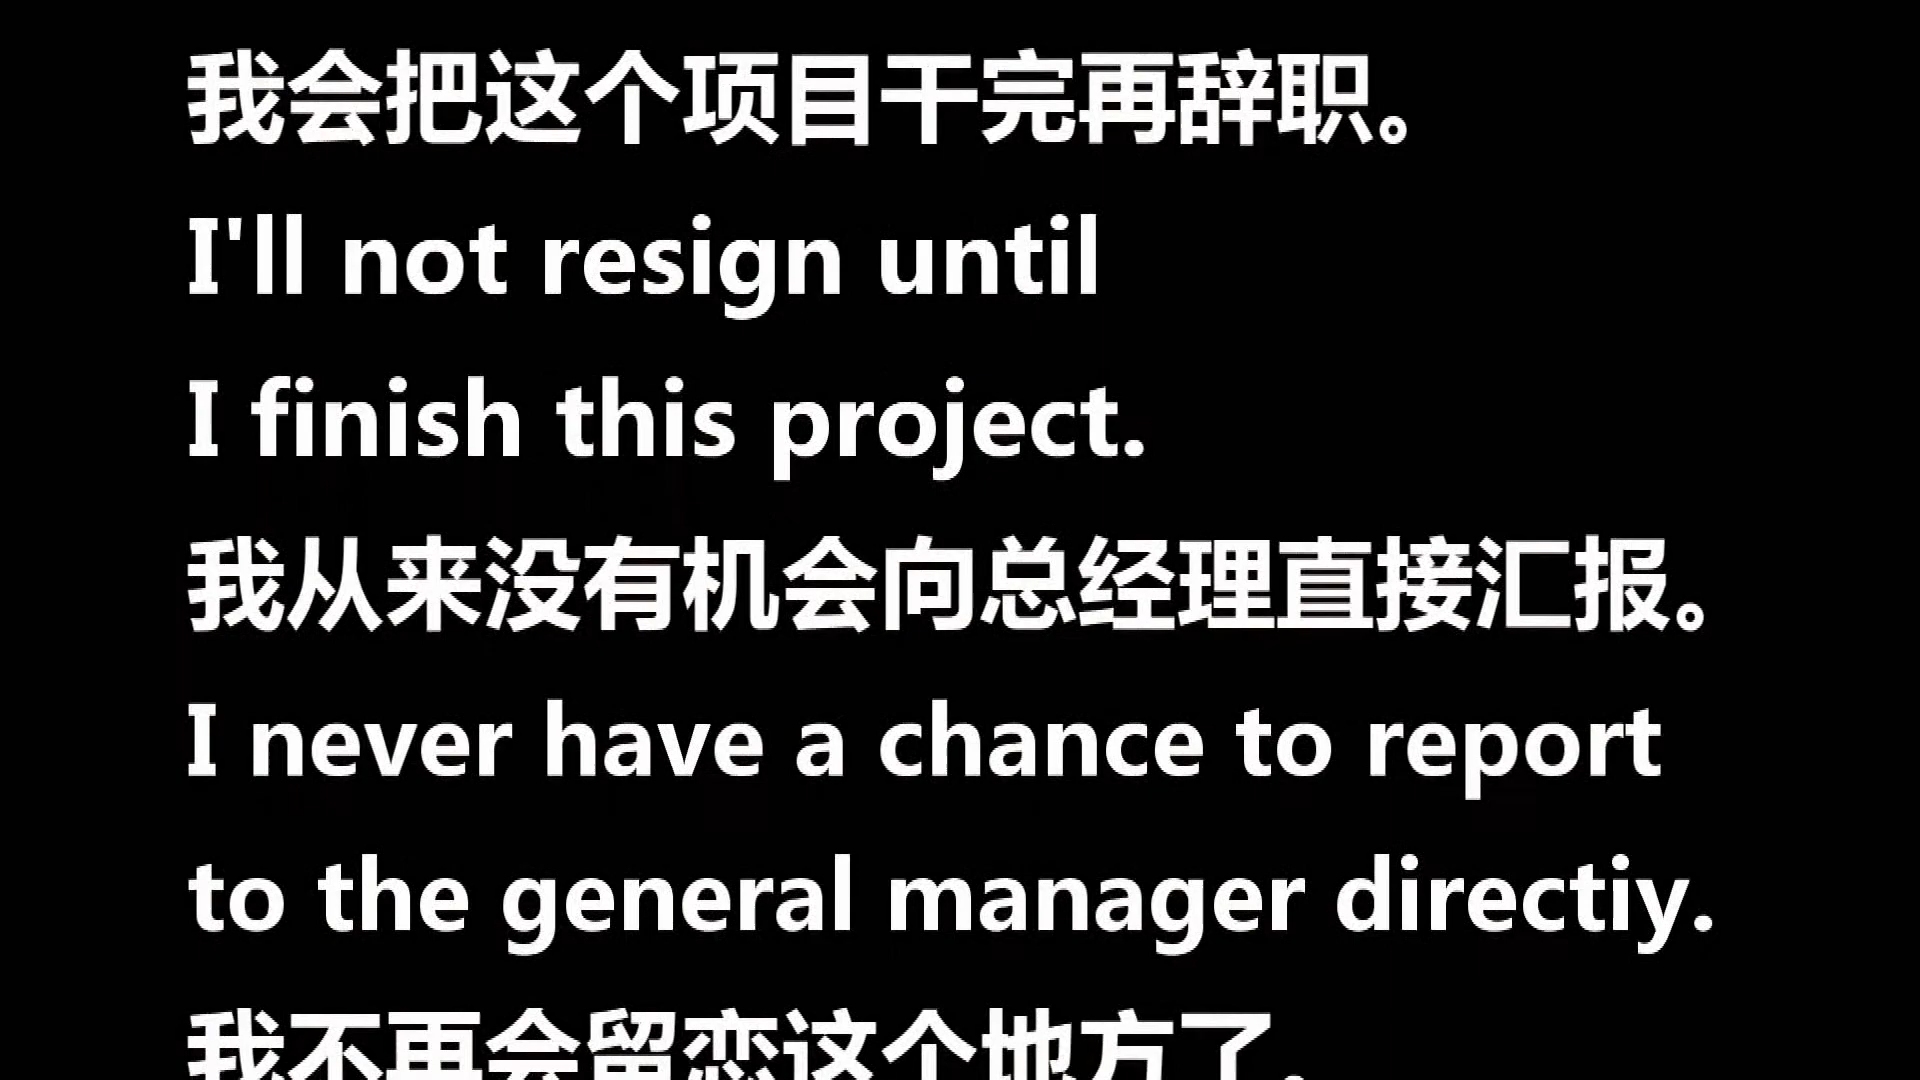 我会把这个项目干完再辞职。
I'll not resign until
I finish this project.
我从来没有机会向总经理直接汇报。
I never have a chance to report
to the general manager directiy.
我不再会留恋这个地方了。